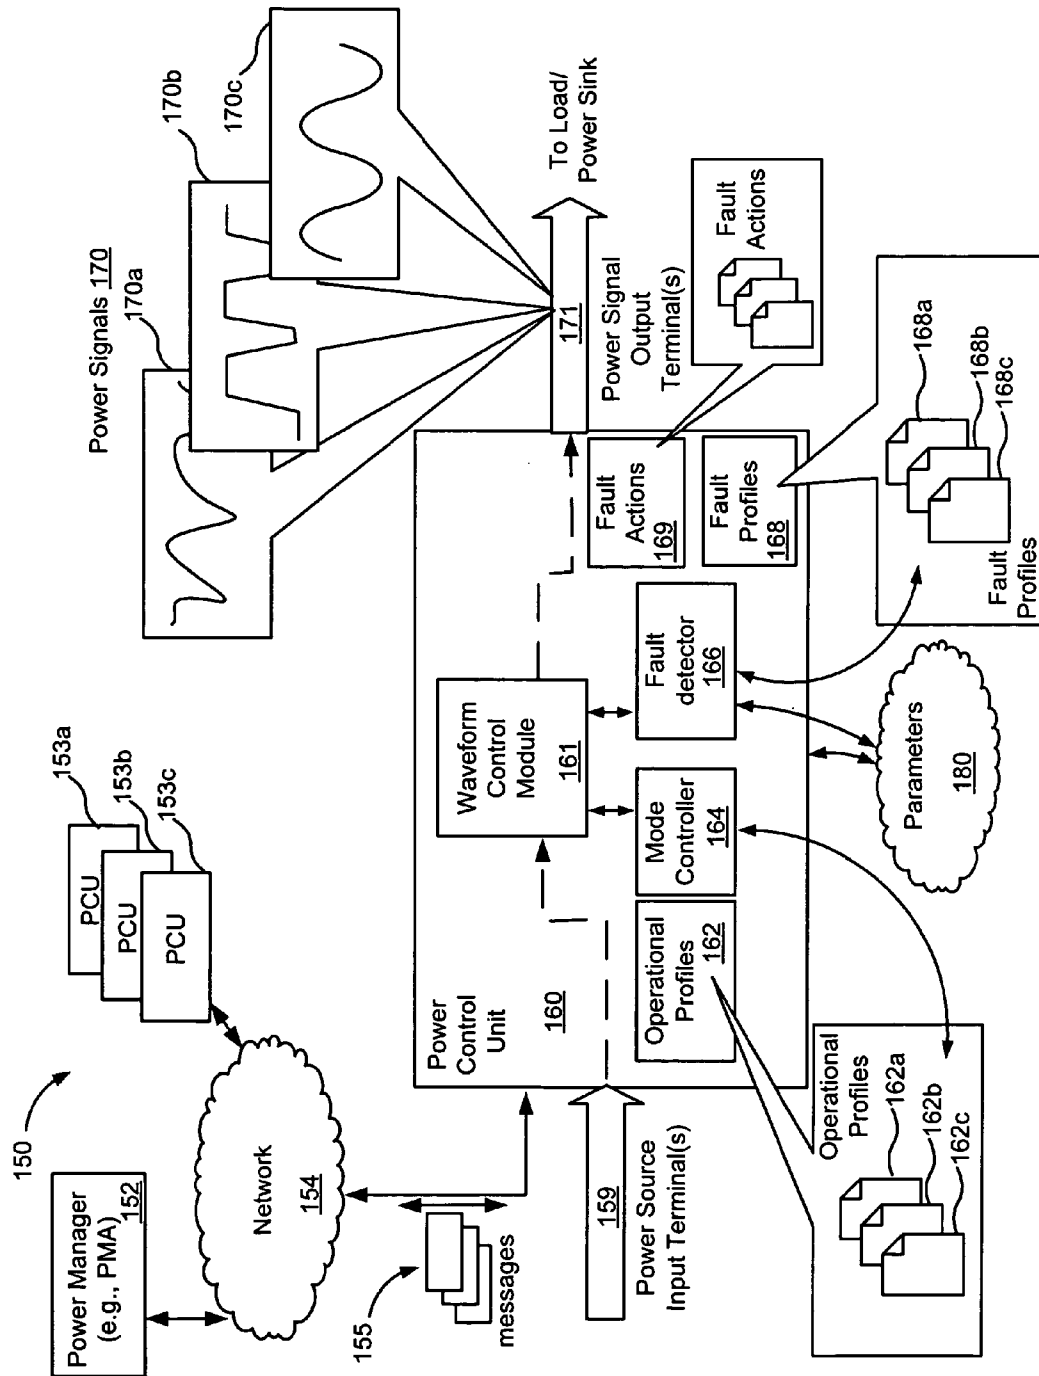 150
Power Manager
(e.g., PMA)
152
Network
154
153a
153b
153c
PCU
PCU
PCU
155
messages
Power Signals 170
170a
170b
170c
Power Source
Input Terminal(s)
159
Power
Control
Unit
160
Waveform
Control
Module
161
Operational
Profiles
162
Mode
Controller
164
Fault
detector
166
Fault
Actions
169
Fault
Profiles
168
171
To Load/
Power Sink
Power Signal
Output
Terminal(s)
Fault
Actions
Operational
Profiles
162a
162b
162c
Parameters
180
168a
168b
168c
Fault
Profiles